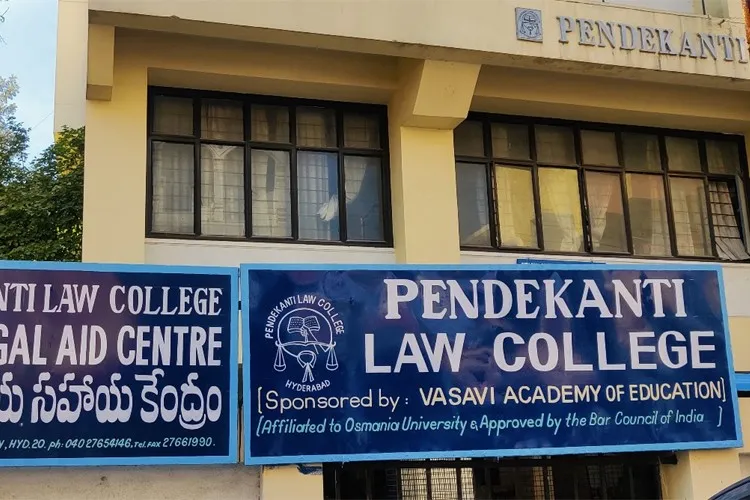 PENDEKANTI
NTI LAW COLLEGE
GAL AID CENTRE
సహాయ కేంద్రం
HYD.20. ph: 040 27654146, Tel.FAX 27661990.
PENDEKANTI LAW COLLEGE
HYDERABAD
PENDEKANTI
LAW COLLEGE
[Sponsored by: VASAVI ACADEMY OF EDUCATION]
(Affiliated to Osmania University & Approved by the Bar Council of India )